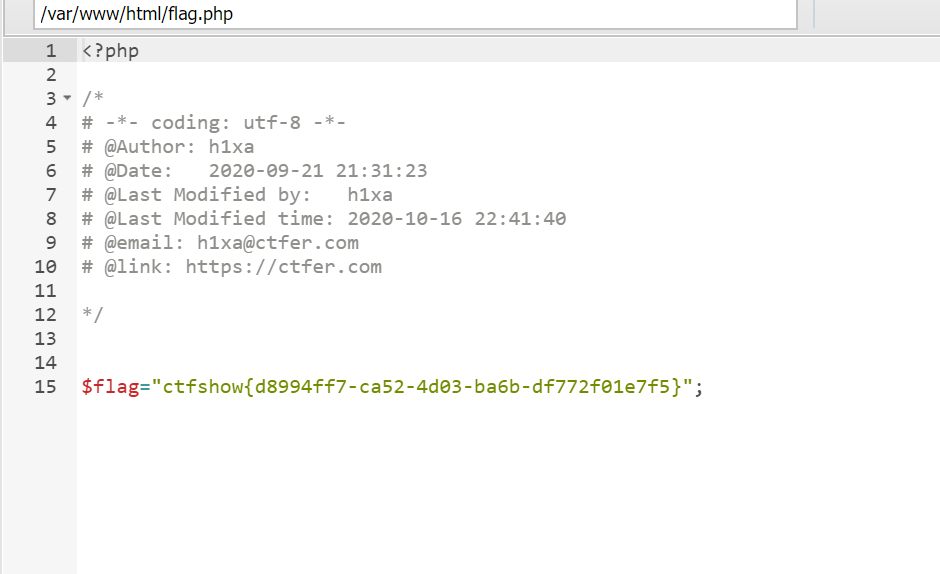 /var/www/html/flag.php
1 <?php
2
3 /*
4 # -*- coding: utf-8 -*-
5 # @Author: h1xa
6 # @Date:   2020-09-21 21:31:23
7 # @Last Modified by:   h1xa
8 # @Last Modified time: 2020-10-16 22:41:40
9 # @email: h1xa@ctfer.com
10 # @link: https://ctfer.com
11
12 */
13
14
15 $flag="ctfshow{d8994ff7-ca52-4d03-ba6b-df772f01e7f5}";